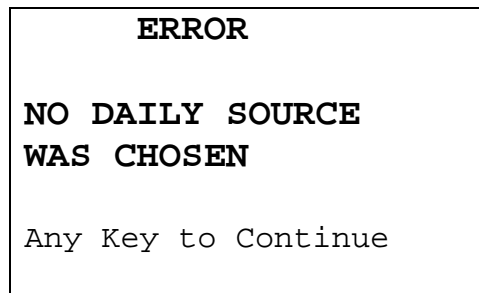 ERROR
NO DAILY SOURCE
WAS CHOSEN
Any Key to Continue